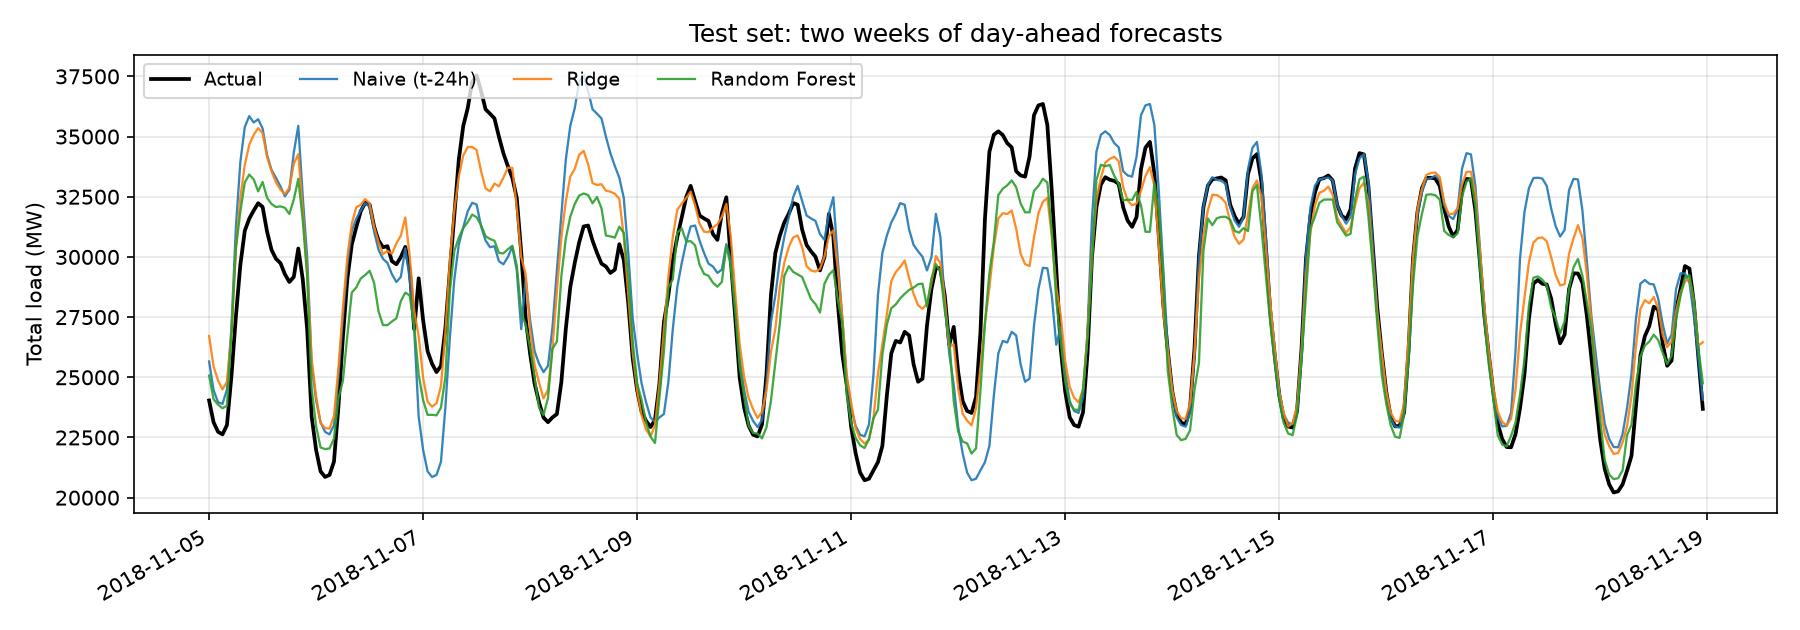 Test set: two weeks of day-ahead forecasts
Actual Naive (t-24h) Ridge Random Forest
Total load (MW)
37500
35000
32500
30000
27500
25000
22500
20000
2018-11-05 2018-11-07 2018-11-09 2018-11-11 2018-11-13 2018-11-15 2018-11-17 2018-11-19